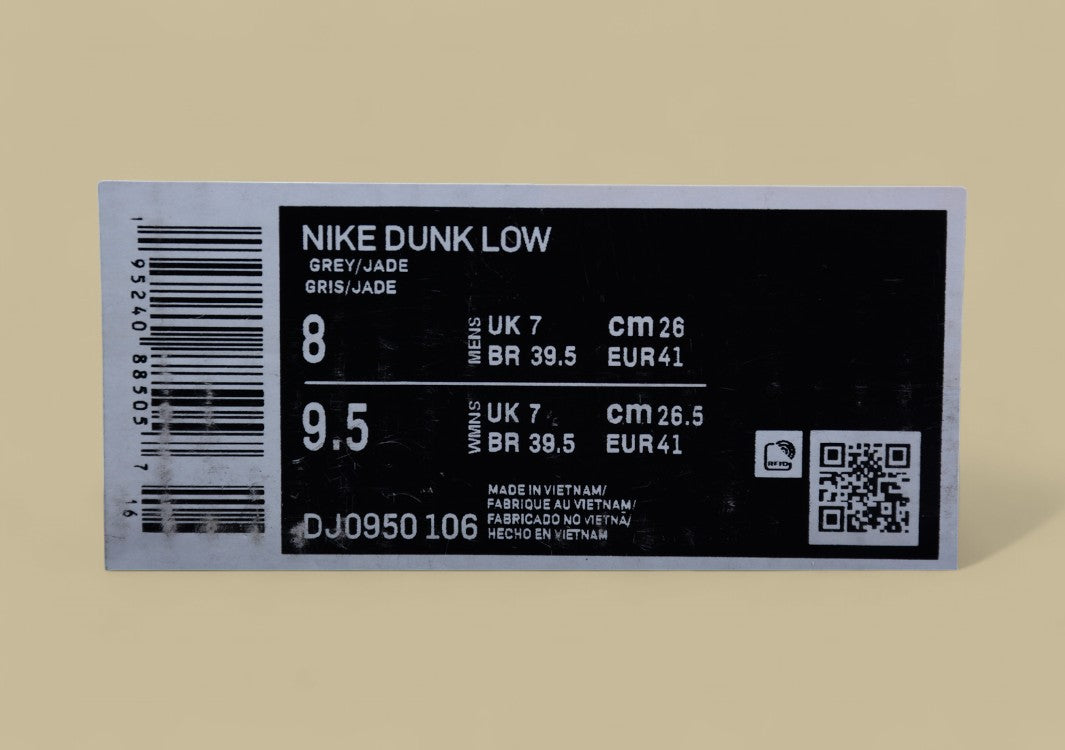 1 95240 88505 7
16
NIKE DUNK LOW
GREY/JADE
GRIS/JADE
8
MENS
UK 7 cm 26
BR 39.5 EUR 41
9.5
WMNS
UK 7 cm 26.5
BR 39.5 EUR 41
RFID
MADE IN VIETNAM/
FABRIQUE AU VIETNAM/
FABRICADO NO VIETNÃ/
HECHO EN VIETNAM
DJ0950 106